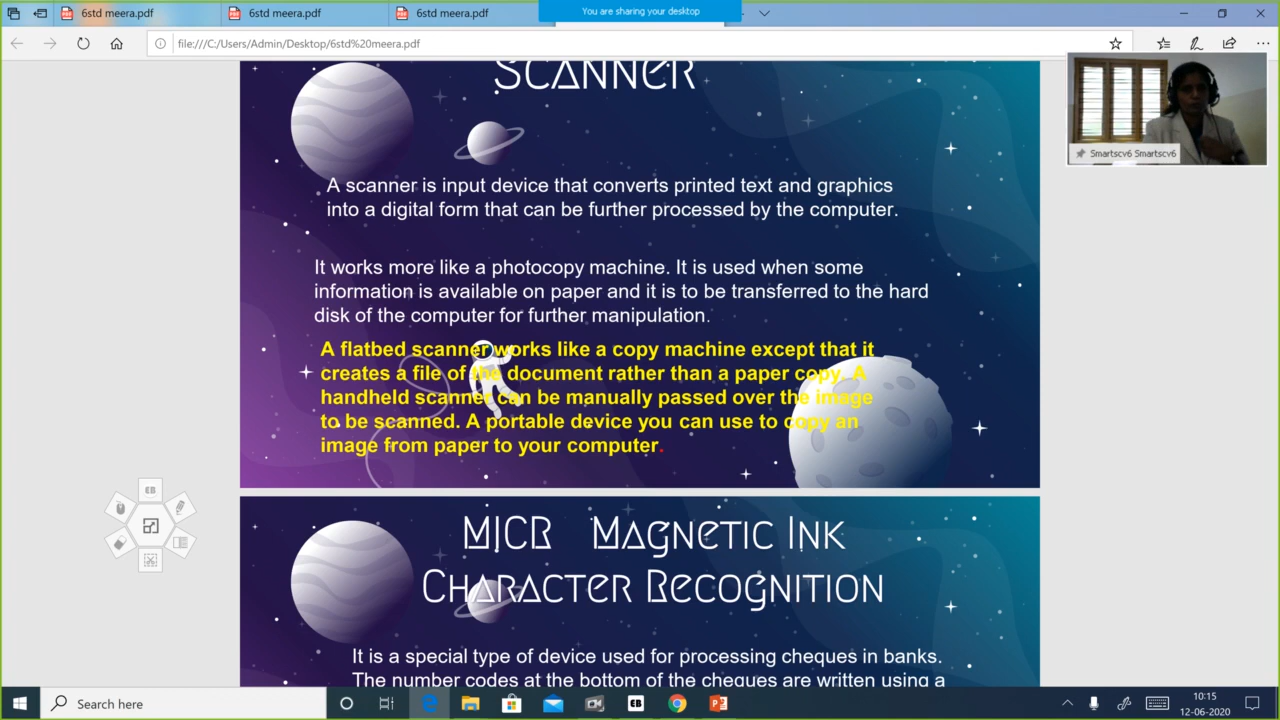 6std meera.pdf
6std meera.pdf
6std meera.pdf
You are sharing your desktop
file:///C:/Users/Admin/Desktop/6std%20meera.pdf
Smartscv6 Smartscv6
Scanner
A scanner is input device that converts printed text and graphics
into a digital form that can be further processed by the computer.
It works more like a photocopy machine. It is used when some
information is available on paper and it is to be transferred to the hard
disk of the computer for further manipulation.
A flatbed scanner works like a copy machine except that it
creates a file of the document rather than a paper copy. A
handheld scanner can be manually passed over the image
to be scanned. A portable device you can use to copy an
image from paper to your computer.
EB
MICR Magnetic Ink
Character Recognition
It is a special type of device used for processing cheques in banks.
The number codes at the bottom of the cheques are written using a
Search here
EB
10:15
12-06-2020